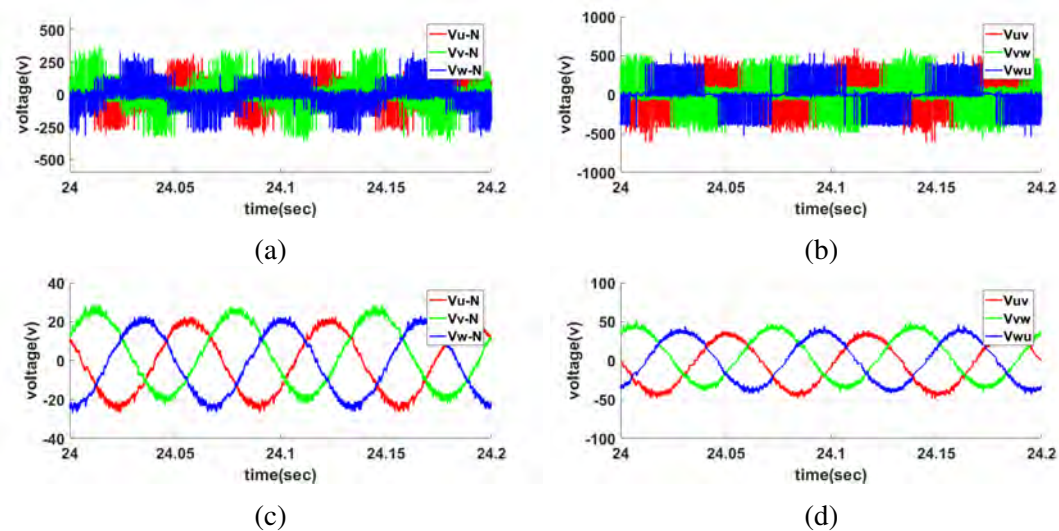 500
250
0
-250
-500
voltage(v)
24
24.05
24.1
24.15
24.2
time(sec)
Vu-N
Vv-N
Vw-N
(a)
1000
500
0
-500
-1000
voltage(v)
24
24.05
24.1
24.15
24.2
time(sec)
Vuv
Vvw
Vwu
(b)
40
20
0
-20
-40
voltage(v)
24
24.05
24.1
24.15
24.2
time(sec)
Vu-N
Vv-N
Vw-N
(c)
100
50
0
-50
-100
voltage(v)
24
24.05
24.1
24.15
24.2
time(sec)
Vuv
Vvw
Vwu
(d)